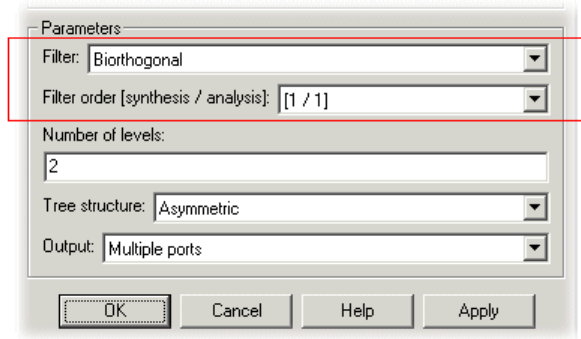 Parameters
Filter: Biorthogonal
Filter order [synthesis / analysis]: [1 / 1]
Number of levels:
2
Tree structure: Asymmetric
Output: Multiple ports
OK Cancel Help Apply